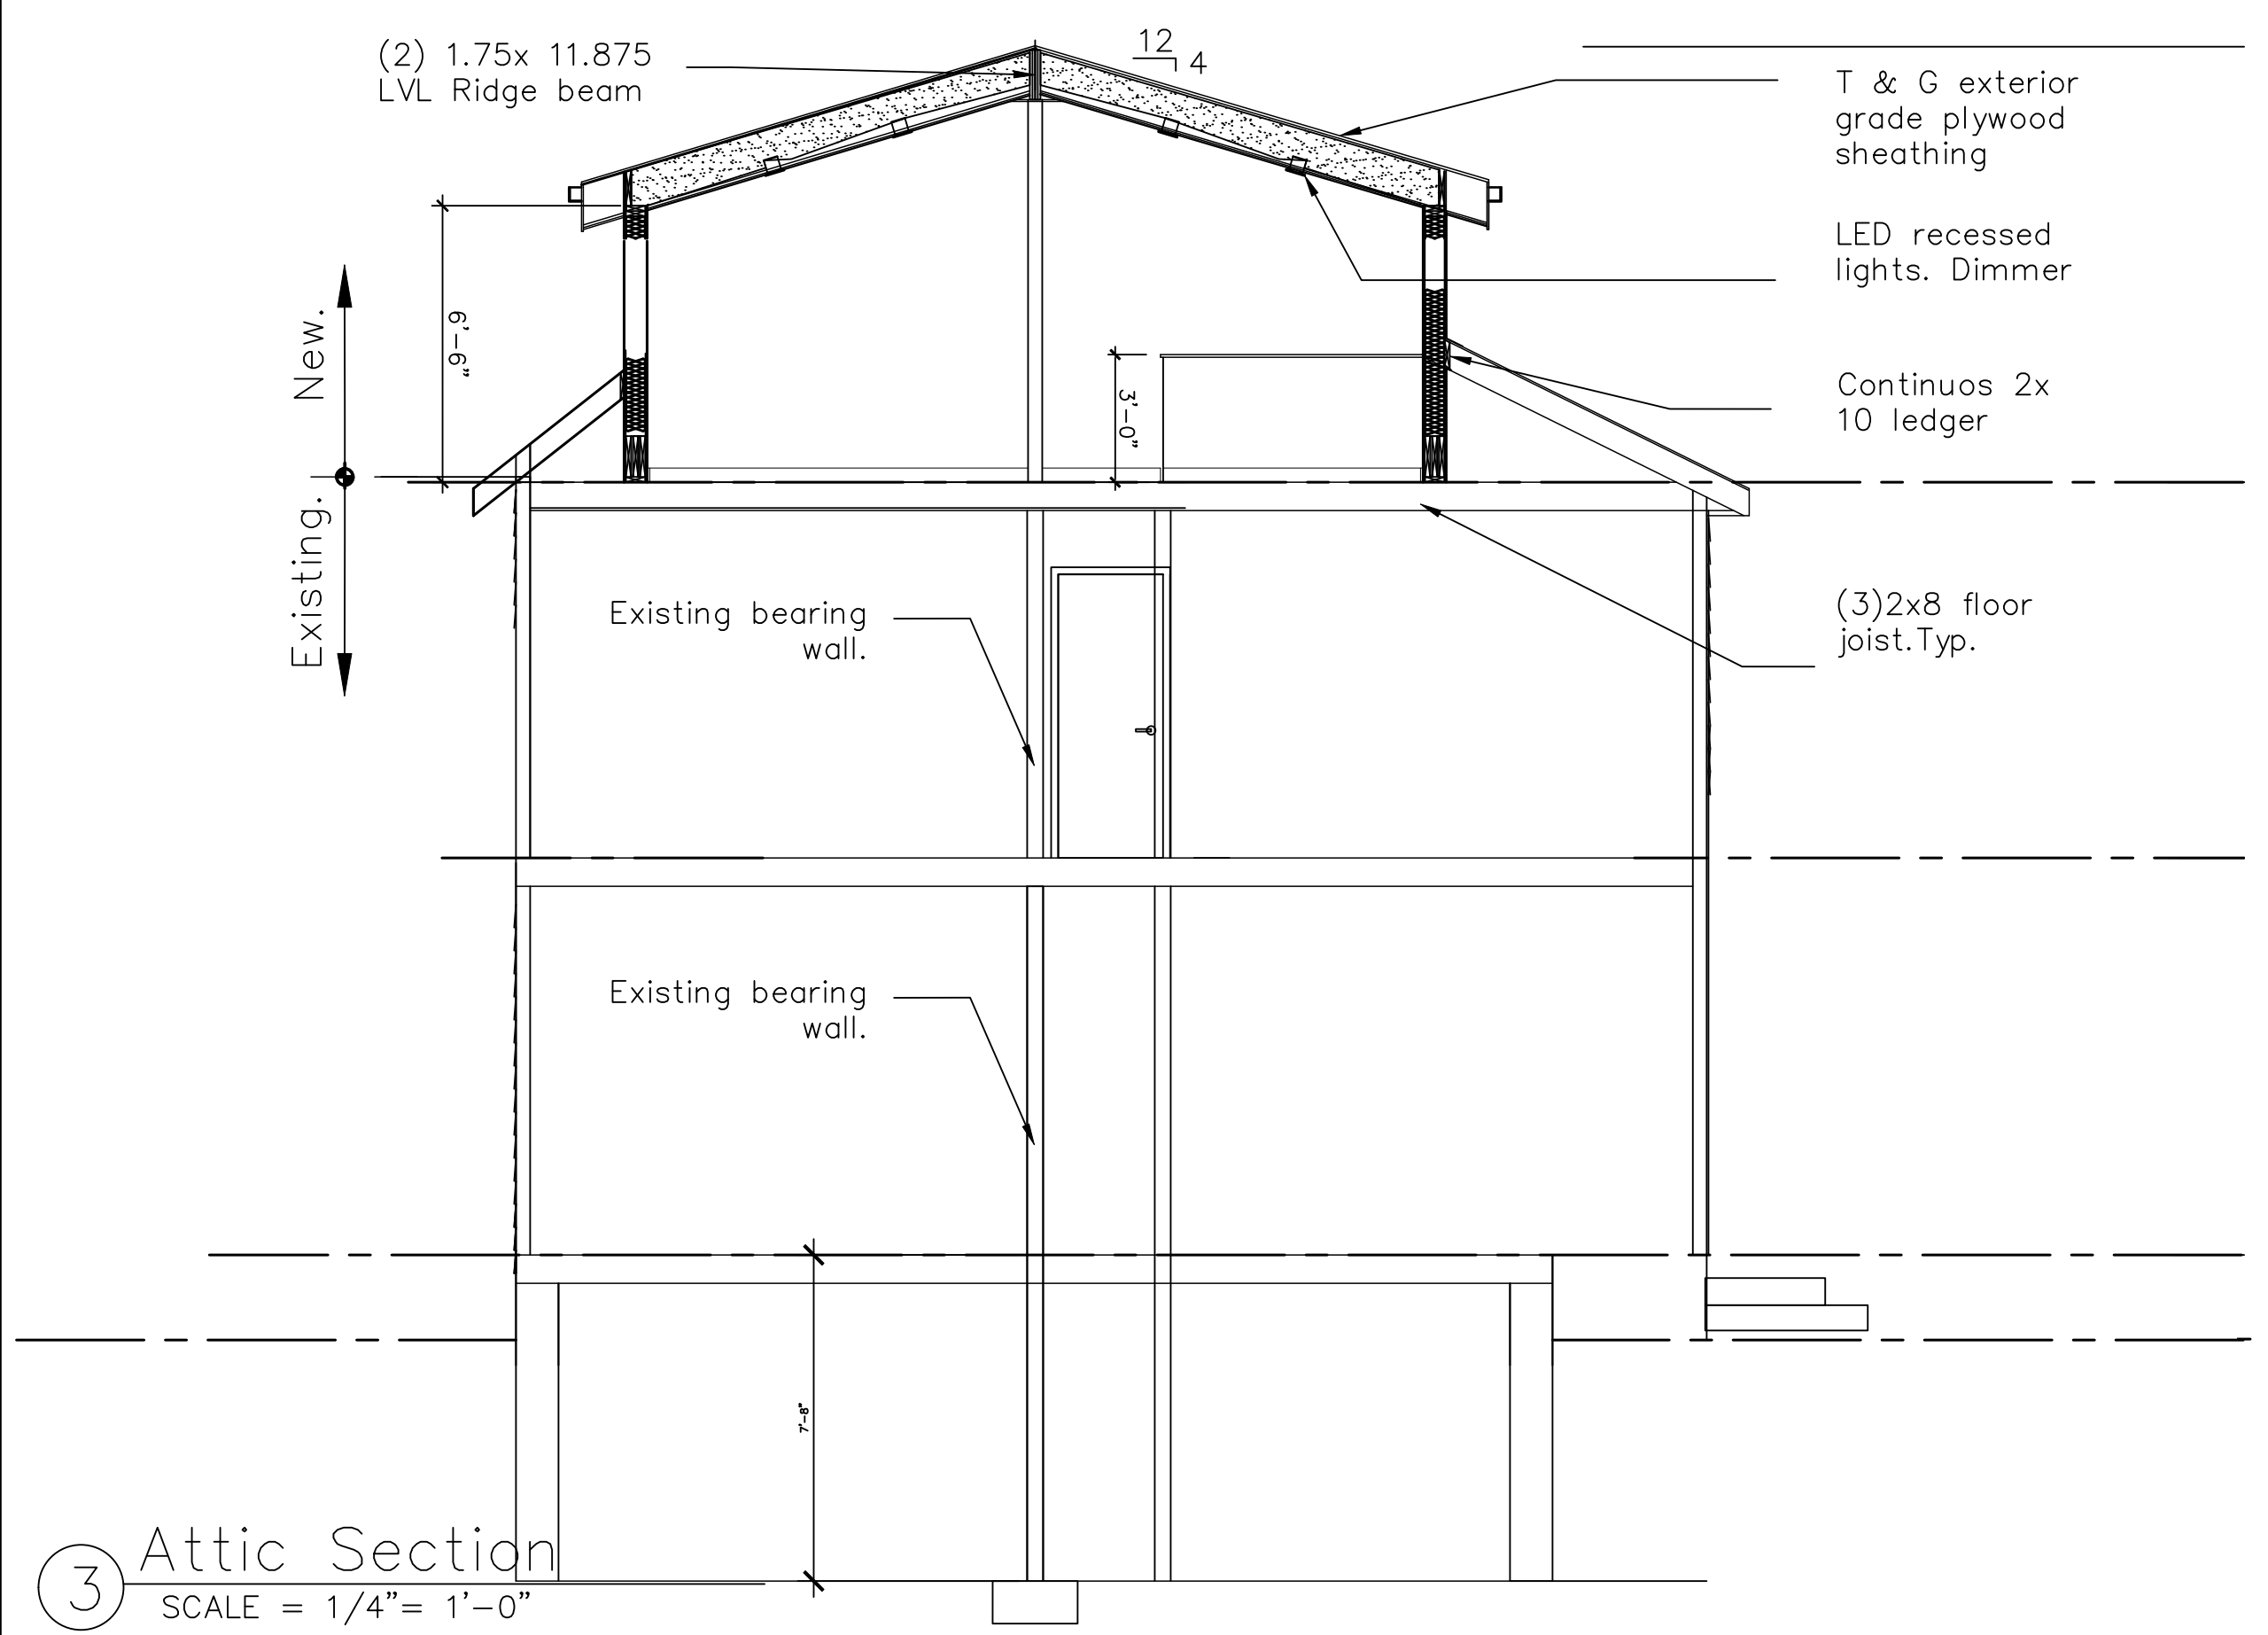 (2) 1.75x 11.875
LVL Ridge beam
12
4
T & G exterior
grade plywood
sheathing
LED recessed
lights. Dimmer
New.
6'-6"
3'-0"
Continuos 2x
10 ledger
Existing.
Existing bearing
wall.
(3)2x8 floor
joist.Typ.
Existing bearing
wall.
7'-8"
3
Attic Section
SCALE = 1/4"= 1'-0"